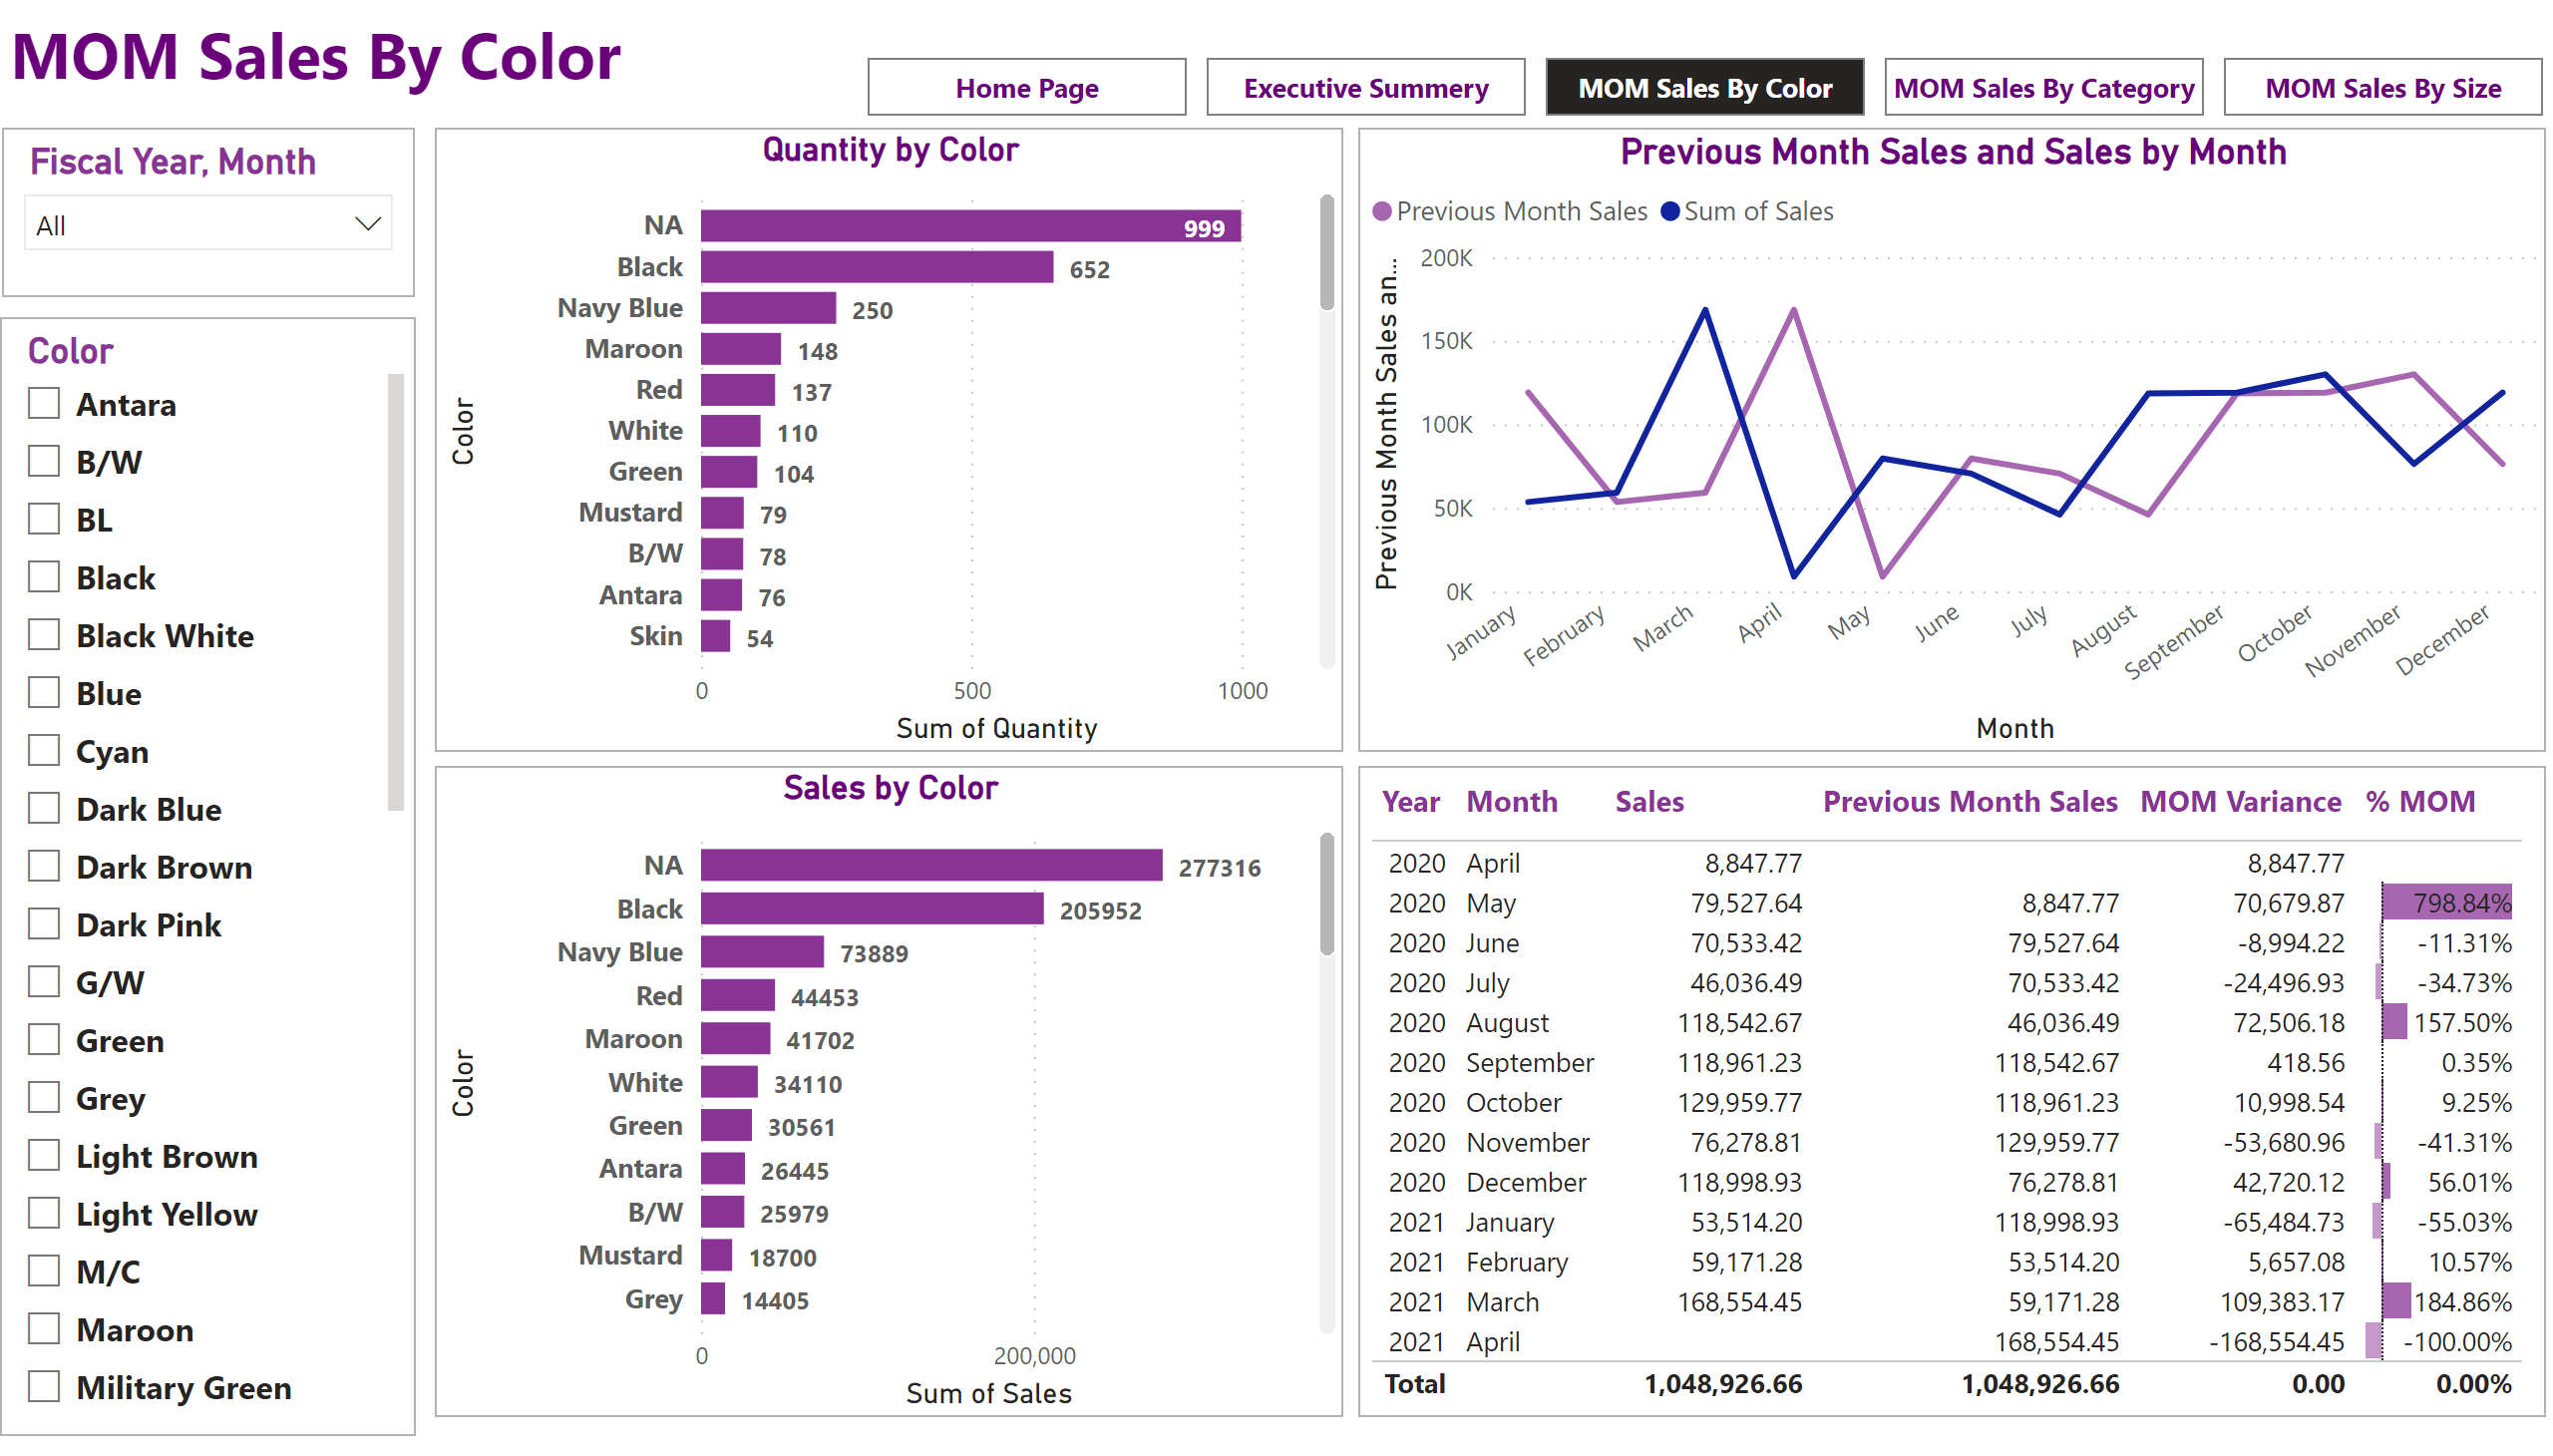 MOM Sales By Color
Home Page
Executive Summery
MOM Sales By Color
MOM Sales By Category
MOM Sales By Size
Fiscal Year, Month
All
Color
Antara
B/W
BL
Black
Black White
Blue
Cyan
Dark Blue
Dark Brown
Dark Pink
G/W
Green
Grey
Light Brown
Light Yellow
M/C
Maroon
Military Green
Quantity by Color
Color
NA 999
Black 652
Navy Blue 250
Maroon 148
Red 137
White 110
Green 104
Mustard 79
B/W 78
Antara 76
Skin 54
0 500 1000
Sum of Quantity
Previous Month Sales and Sales by Month
Previous Month Sales Sum of Sales
Previous Month Sales an...
200K
150K
100K
50K
0K
January February March April May June July August September October November December
Month
Sales by Color
Color
NA 277316
Black 205952
Navy Blue 73889
Red 44453
Maroon 41702
White 34110
Green 30561
Antara 26445
B/W 25979
Mustard 18700
Grey 14405
0 200,000
Sum of Sales
Year Month Sales Previous Month Sales MOM Variance % MOM
2020 April 8,847.77 8,847.77
2020 May 79,527.64 8,847.77 70,679.87 798.84%
2020 June 70,533.42 79,527.64 -8,994.22 -11.31%
2020 July 46,036.49 70,533.42 -24,496.93 -34.73%
2020 August 118,542.67 46,036.49 72,506.18 157.50%
2020 September 118,961.23 118,542.67 418.56 0.35%
2020 October 129,959.77 118,961.23 10,998.54 9.25%
2020 November 76,278.81 129,959.77 -53,680.96 -41.31%
2020 December 118,998.93 76,278.81 42,720.12 56.01%
2021 January 53,514.20 118,998.93 -65,484.73 -55.03%
2021 February 59,171.28 53,514.20 5,657.08 10.57%
2021 March 168,554.45 59,171.28 109,383.17 184.86%
2021 April 168,554.45 -168,554.45 -100.00%
Total 1,048,926.66 1,048,926.66 0.00 0.00%